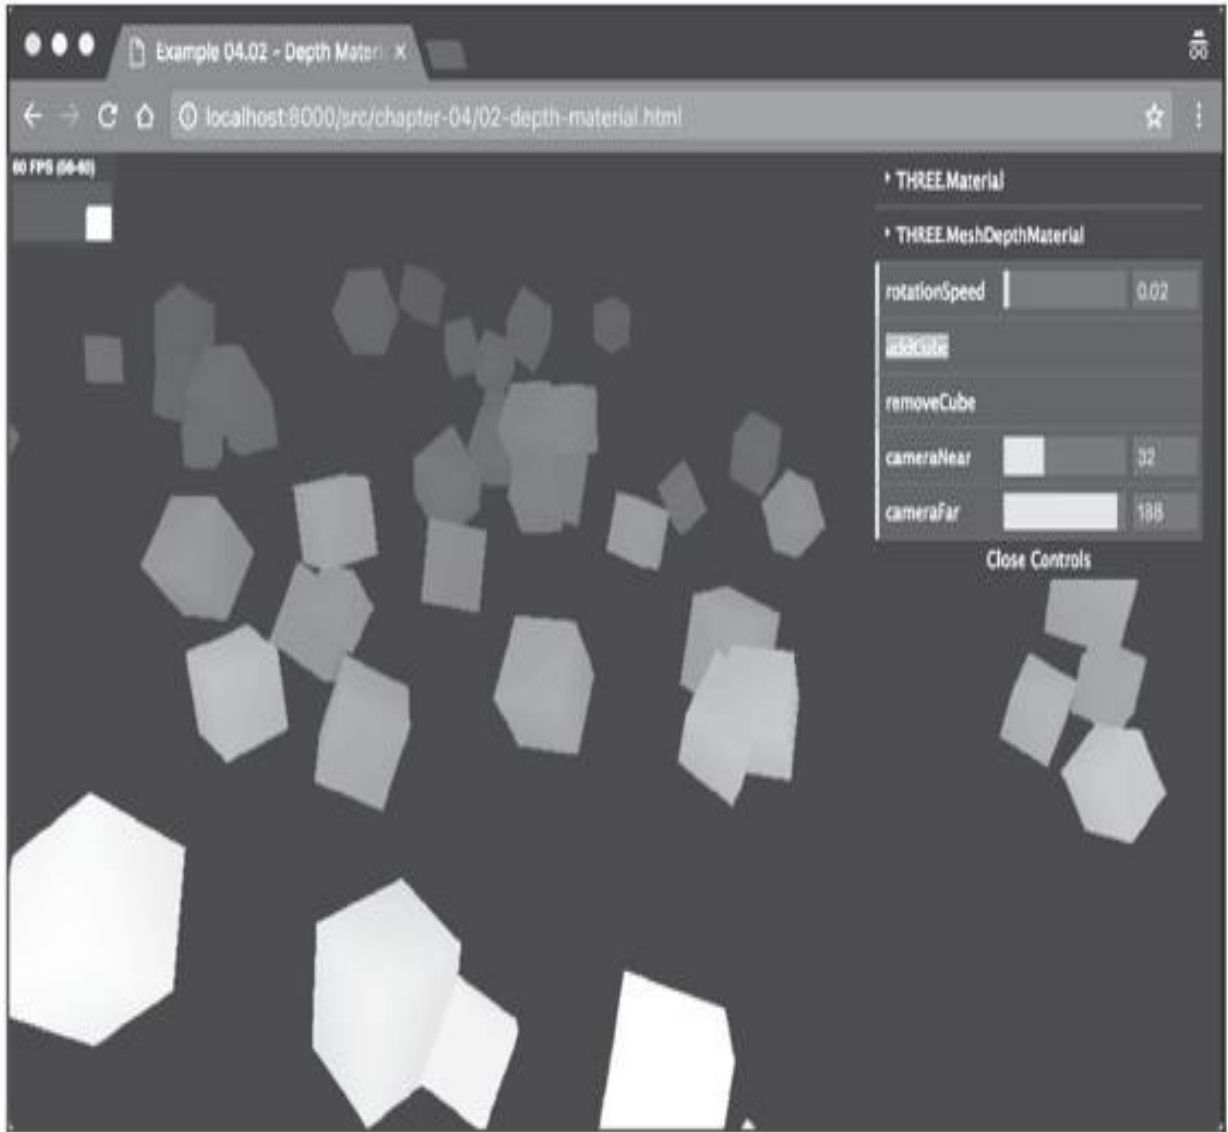 Example 04.02 - Depth Materi ×
localhost:8000/src/chapter-04/02-depth-material.html
60 FPS (56-60)
THREE.Material
THREE.MeshDepthMaterial
rotationSpeed 0.02
addCube
removeCube
cameraNear 32
cameraFar 188
Close Controls